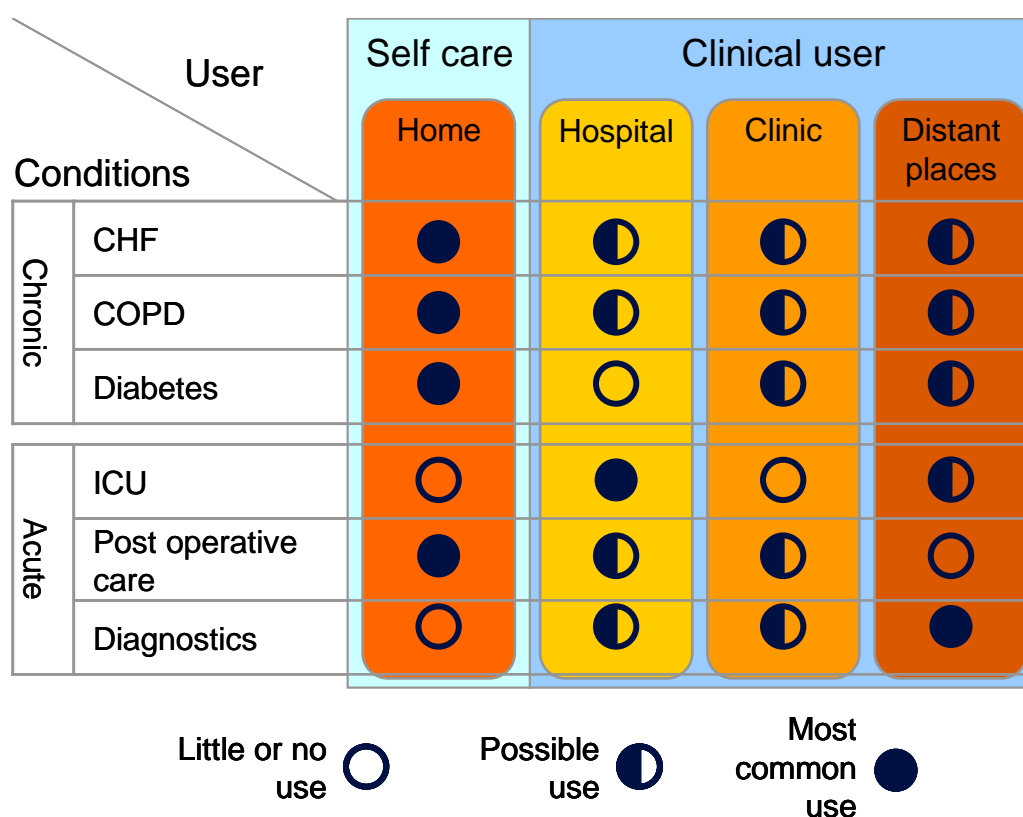 User
Self care
Clinical user
Conditions
Home
Hospital
Clinic
Distant
places
Chronic
CHF
COPD
Diabetes
Acute
ICU
Post operative
care
Diagnostics
Little or no
use
Possible
use
Most
common
use